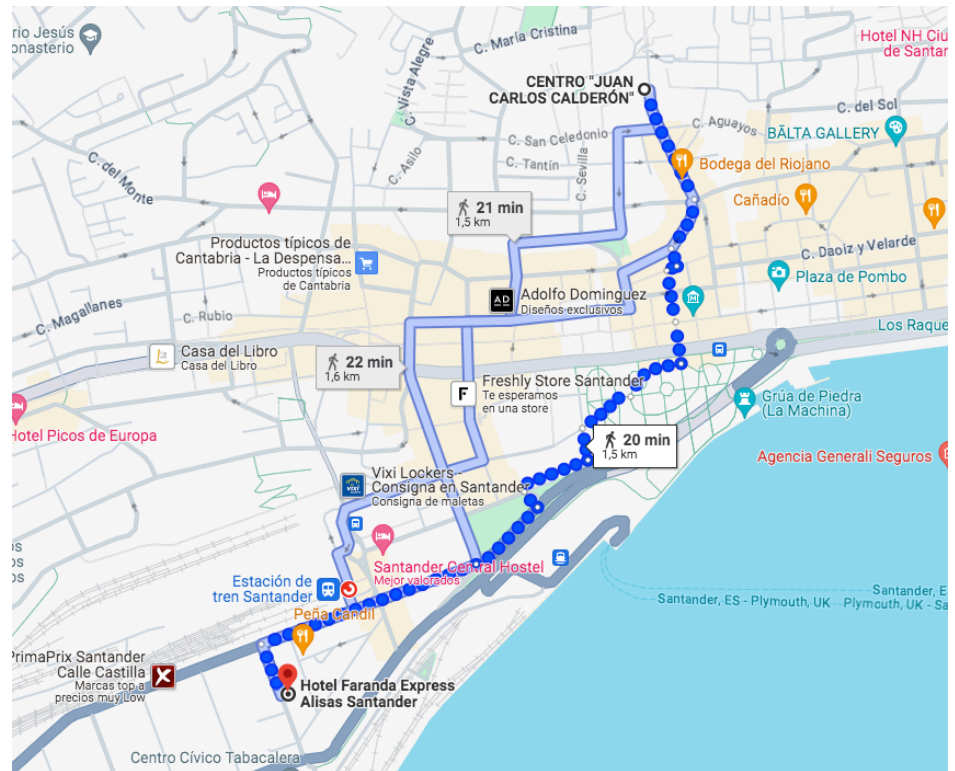 rio Jesús
onasterio
C. Vista Alegre
C. María Cristina
Hotel NH Ciu
de Santar
CENTRO "JUAN
CARLOS CALDERÓN"
C. del Sol
C. Aguayos
BĀLTA GALLERY
C. San Celedonio
C. Tantín
C. Asilo
C. Sevilla
Bodega del Riojano
C. del Monte
Cañadío
21 min
1,5 km
Productos típicos de
Cantabria - La Despensa...
Productos típicos
de Cantabria
C. Daoiz y Velarde
Plaza de Pombo
AD
Adolfo Dominguez
Diseños exclusivos
C. Magallanes
C. Rubio
Los Raque
Casa del Libro
Casa del Libro
22 min
1,6 km
F
Freshly Store Santander
Te esperamos
en una store
Grúa de Piedra
(La Machina)
Hotel Picos de Europa
20 min
1,5 km
Agencia Generali Seguros
vixi
Vixi Lockers
Consigna en Santander
Consigna de maletas
S
os
os
Santander Central Hostel
Mejor valorados
Estación de
tren Santander
Santander, ES - Plymouth, UK
Santander, E
Plymouth, UK - Sa
Peña Candil
PrimaPrix Santander
Calle Castilla
Marcas top a
precios muy Low
Hotel Faranda Express
Alisas Santander
Centro Cívico Tabacalera